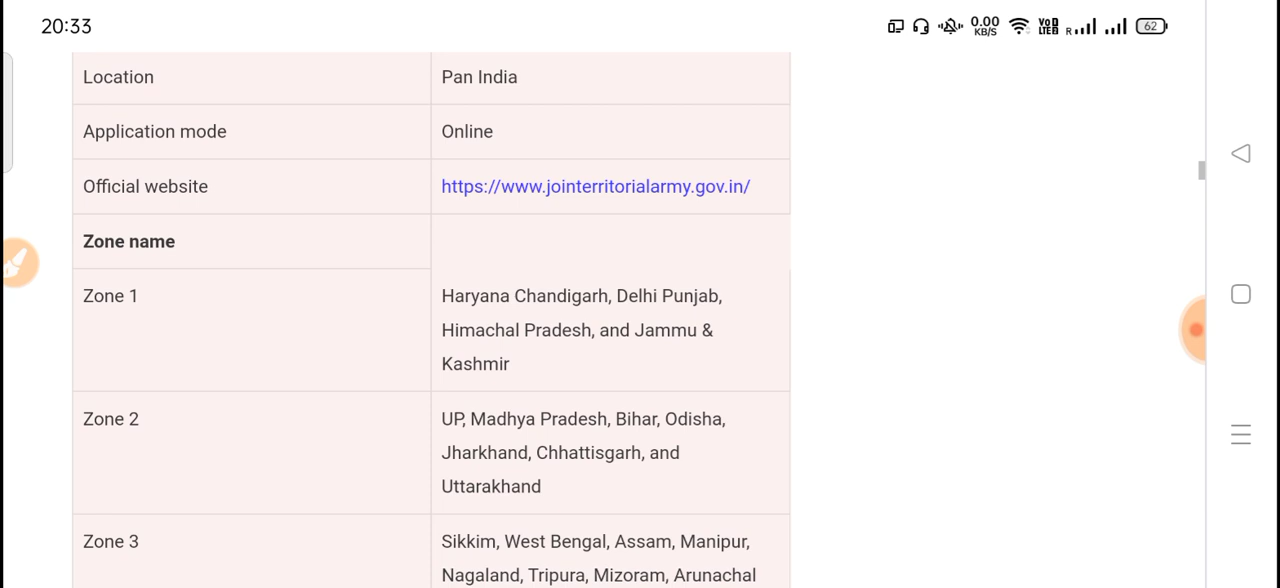 20:33
0.00
KB/S
VoD
LTE
R
62
Location
Pan India
Application mode
Online
Official website
https://www.jointerritorialarmy.gov.in/
Zone name
Zone 1
Haryana Chandigarh, Delhi Punjab,
Himachal Pradesh, and Jammu &
Kashmir
Zone 2
UP, Madhya Pradesh, Bihar, Odisha,
Jharkhand, Chhattisgarh, and
Uttarakhand
Zone 3
Sikkim, West Bengal, Assam, Manipur,
Nagaland, Tripura, Mizoram, Arunachal